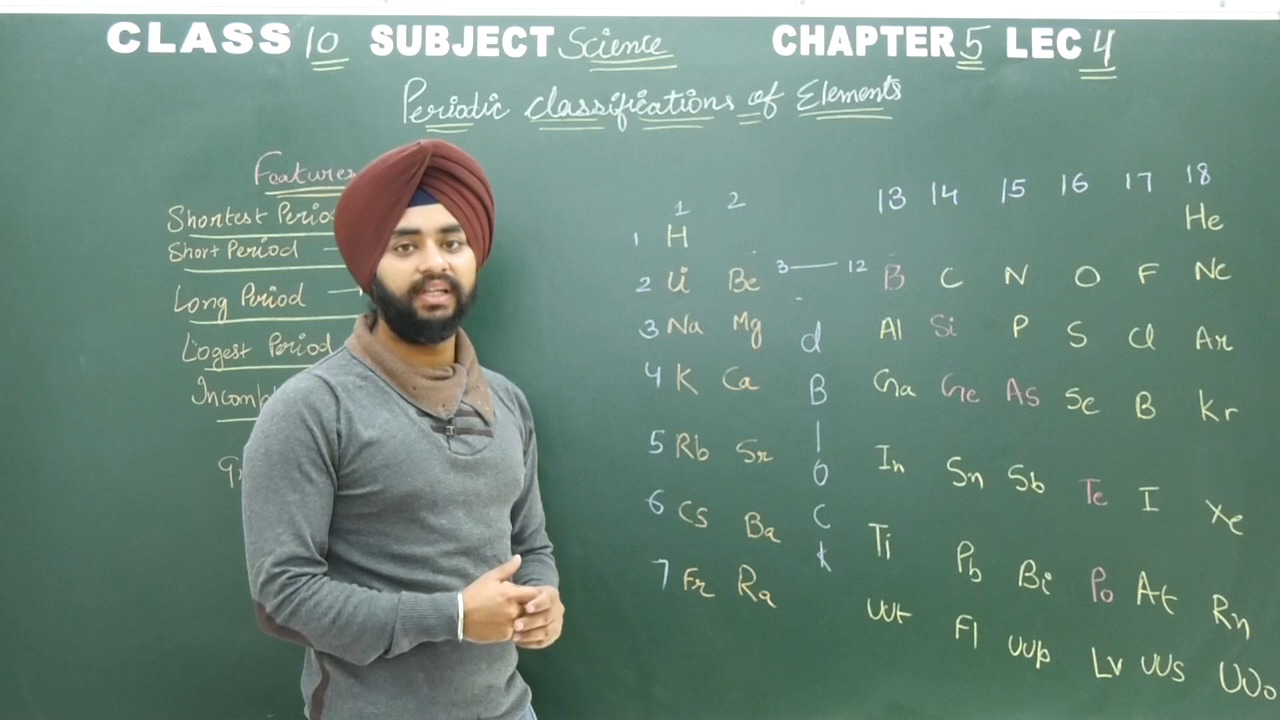 CLASS 10 SUBJECT Science CHAPTER 5 LEC 4
Periodic classifications of Elements
Features
Shortest Perio
Short Period —
Long Period —
Logest Period
Incomp
Gr
1 2 13 14 15 16 17 18
1 H He
2 Li Be 3 — 12 B C N O F Ne
3 Na Mg d Al Si P S Cl Ar
4 K Ca B Ga Ge As Se B Kr
5 Rb Sr l o In Sn Sb Te I Xe
6 Cs Ba c k Ti Pb Bi Po At Rn
7 Fr Ra UUt Fl UUp Lv UUs UUo